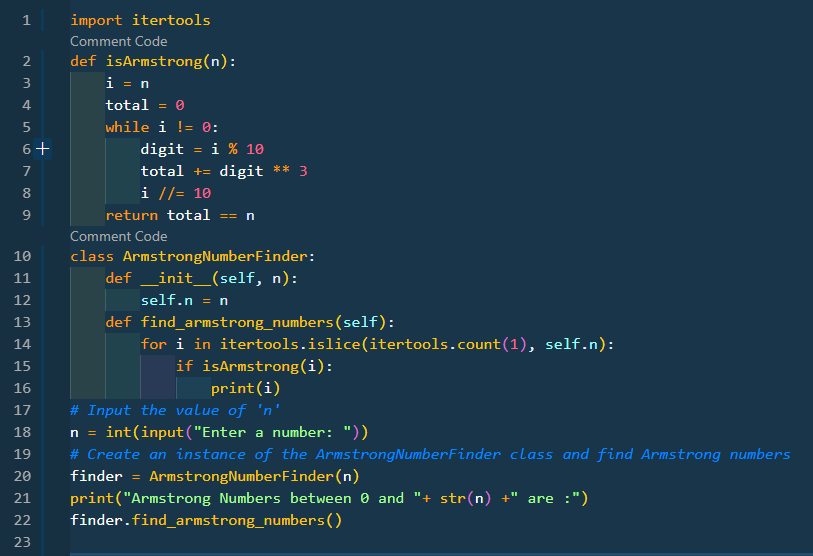 1 import itertools
Comment Code
2 def isArmstrong(n):
3     i = n
4     total = 0
5     while i != 0:
6 +         digit = i % 10
7         total += digit ** 3
8         i //= 10
9     return total == n
Comment Code
10 class ArmstrongNumberFinder:
11     def __init__(self, n):
12         self.n = n
13     def find_armstrong_numbers(self):
14         for i in itertools.islice(itertools.count(1), self.n):
15             if isArmstrong(i):
16                 print(i)
17 # Input the value of 'n'
18 n = int(input("Enter a number: "))
19 # Create an instance of the ArmstrongNumberFinder class and find Armstrong numbers
20 finder = ArmstrongNumberFinder(n)
21 print("Armstrong Numbers between 0 and "+ str(n) +" are :")
22 finder.find_armstrong_numbers()
23